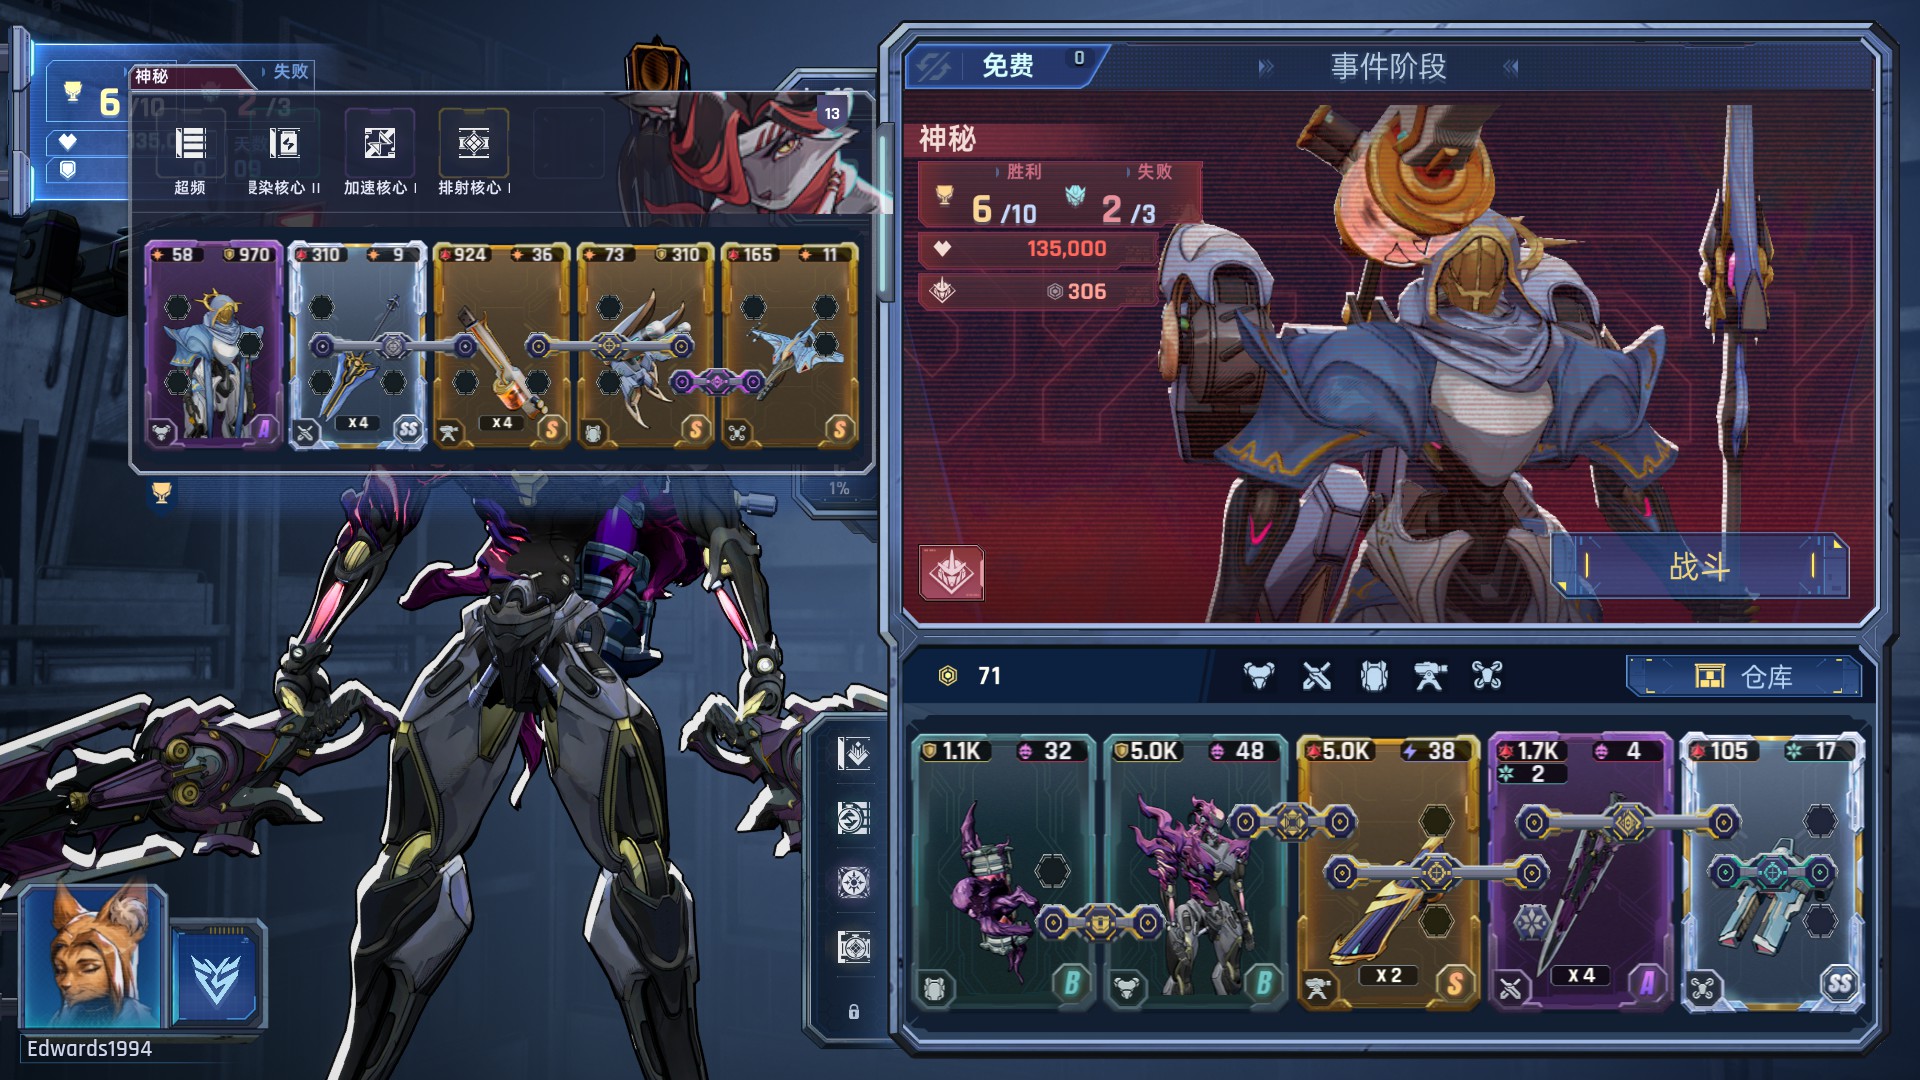 神秘
失败
6 /10
2 /3
13
超频
浸染核心 II
加速核心 I
排射核心 I
58 970
310 9
924 36
73 310
165 11
A
x4 SS
x4 S
S
S
1%
Edwards1994
免费 0
事件阶段
神秘
胜利 失败
6 /10 2 /3
135,000
306
战斗
71
仓库
1.1K 32
5.0K 48
5.0K 38
1.7K 4
2
105 17
B
B
x2 S
x4 A
SS